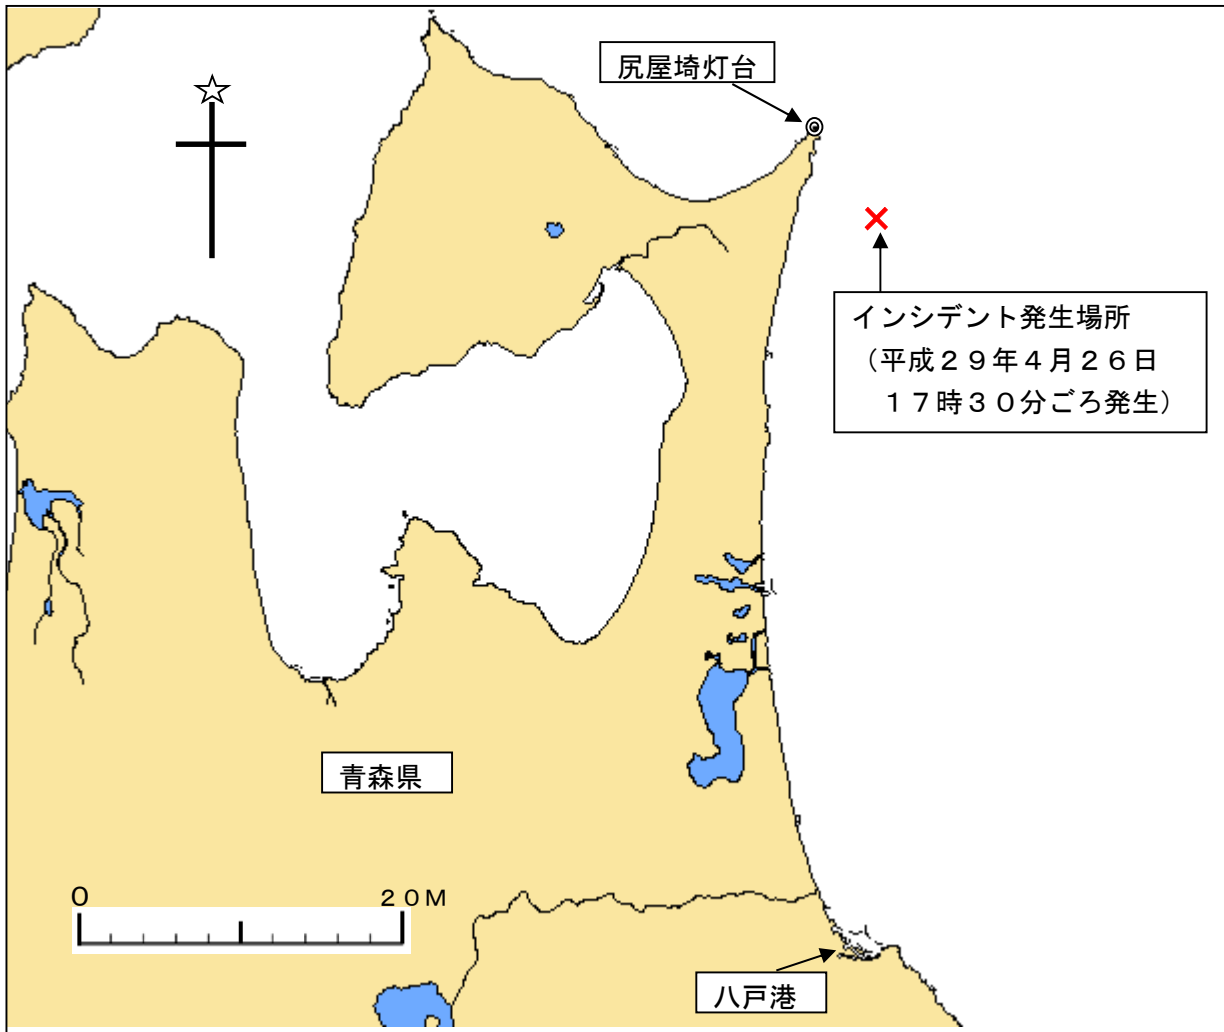 尻屋埼灯台
インシデント発生場所
（平成２９年４月２６日
１７時３０分ごろ発生）
青森県
０ ２０Ｍ
八戸港